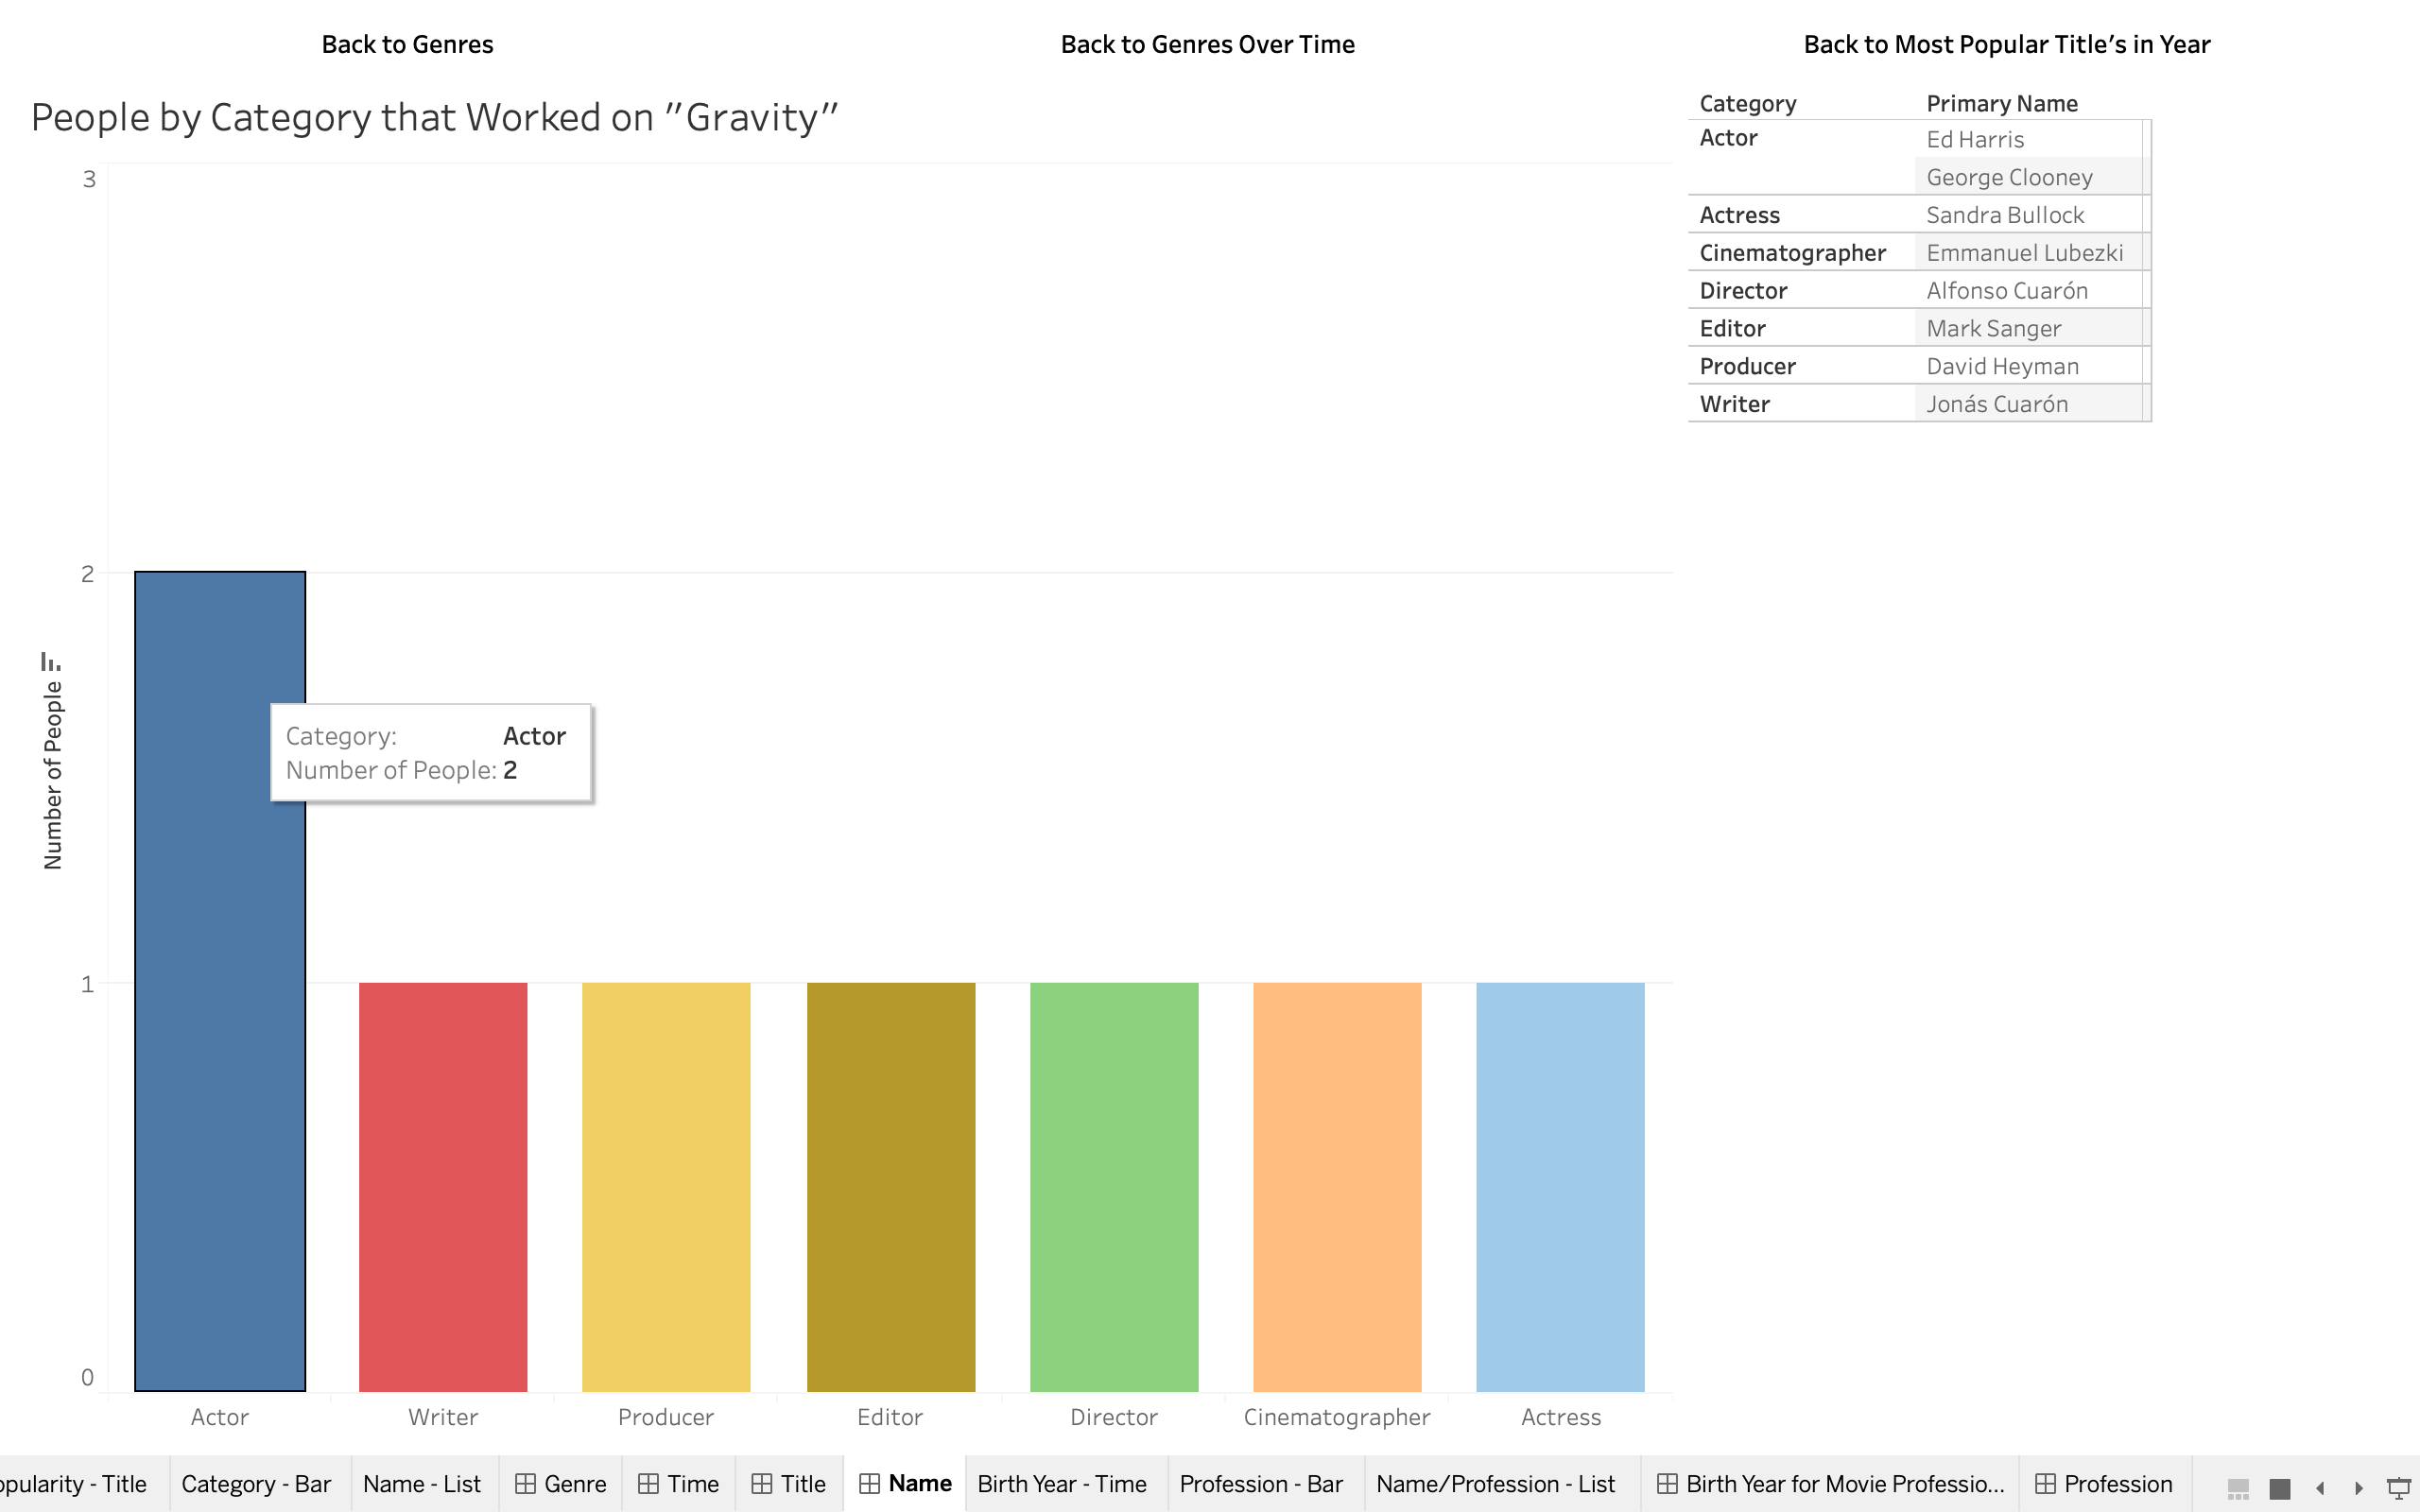 Back to Genres
Back to Genres Over Time
Back to Most Popular Title's in Year
People by Category that Worked on "Gravity"
Category Primary Name
Actor Ed Harris
George Clooney
Actress Sandra Bullock
Cinematographer Emmanuel Lubezki
Director Alfonso Cuarón
Editor Mark Sanger
Producer David Heyman
Writer Jonás Cuarón
3
2
1
0
Number of People
Category: Actor
Number of People: 2
Actor Writer Producer Editor Director Cinematographer Actress
opularity - Title Category - Bar Name - List Genre Time Title Name Birth Year - Time Profession - Bar Name/Profession - List Birth Year for Movie Professio... Profession